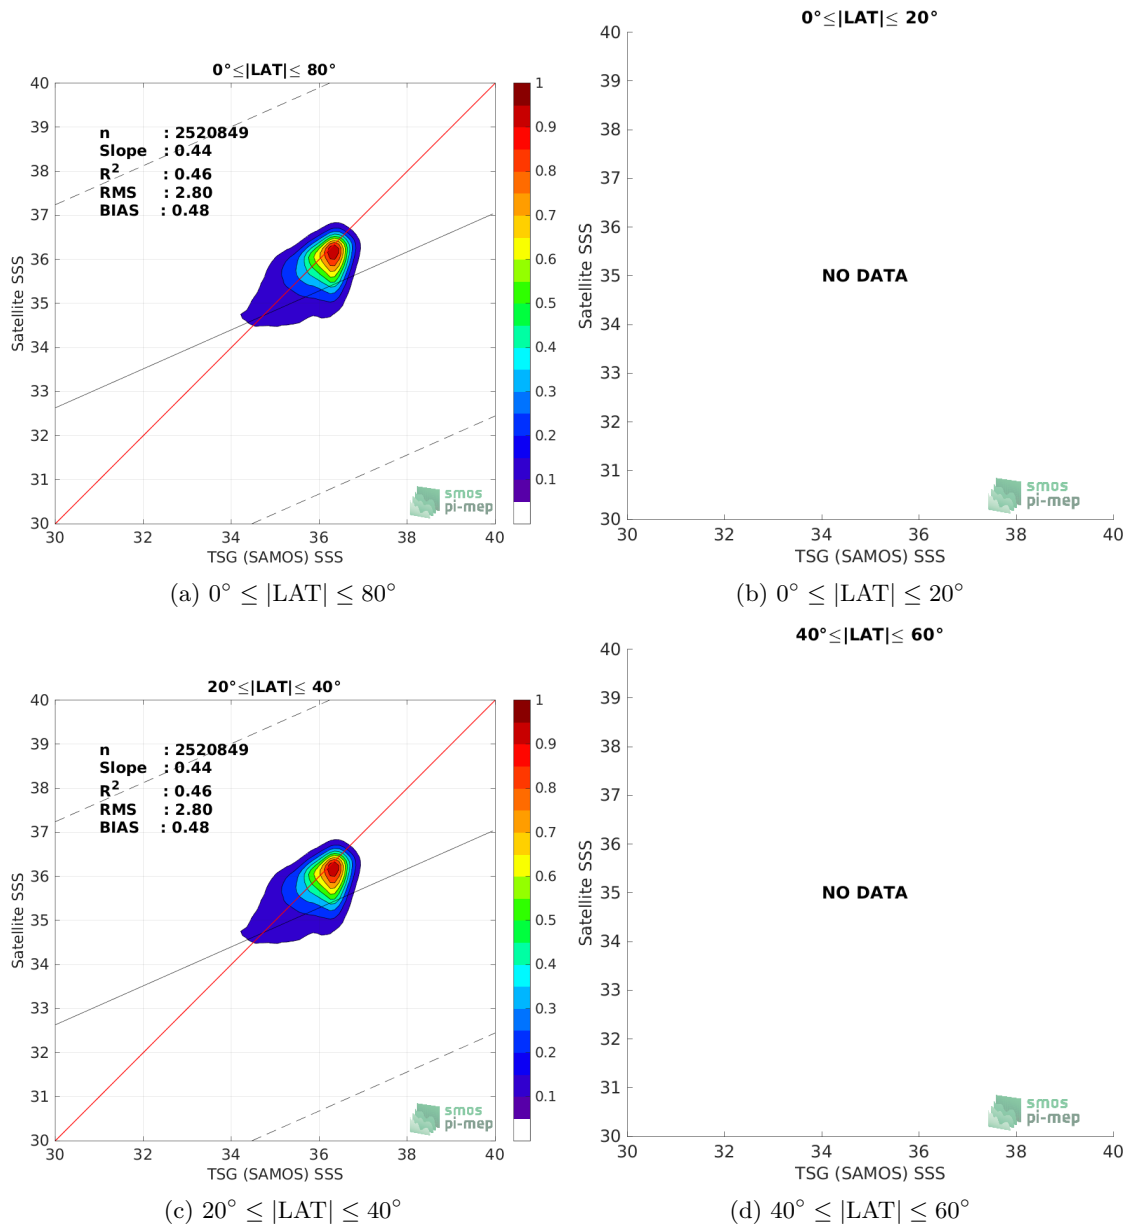 0°≤|LAT|≤ 80°
40
39
38
37
36
35
34
33
32
31
30
Satellite SSS
n : 2520849
Slope : 0.44
R² : 0.46
RMS : 2.80
BIAS : 0.48
smos
pi-mep
30 32 34 36 38 40
TSG (SAMOS) SSS
1
0.9
0.8
0.7
0.6
0.5
0.4
0.3
0.2
0.1
(a) 0° ≤ |LAT| ≤ 80°
0°≤|LAT|≤ 20°
40
39
38
37
36
35
34
33
32
31
30
Satellite SSS
NO DATA
smos
pi-mep
30 32 34 36 38 40
TSG (SAMOS) SSS
(b) 0° ≤ |LAT| ≤ 20°
20°≤|LAT|≤ 40°
40
39
38
37
36
35
34
33
32
31
30
Satellite SSS
n : 2520849
Slope : 0.44
R² : 0.46
RMS : 2.80
BIAS : 0.48
smos
pi-mep
30 32 34 36 38 40
TSG (SAMOS) SSS
1
0.9
0.8
0.7
0.6
0.5
0.4
0.3
0.2
0.1
(c) 20° ≤ |LAT| ≤ 40°
40°≤|LAT|≤ 60°
40
39
38
37
36
35
34
33
32
31
30
Satellite SSS
NO DATA
smos
pi-mep
30 32 34 36 38 40
TSG (SAMOS) SSS
(d) 40° ≤ |LAT| ≤ 60°